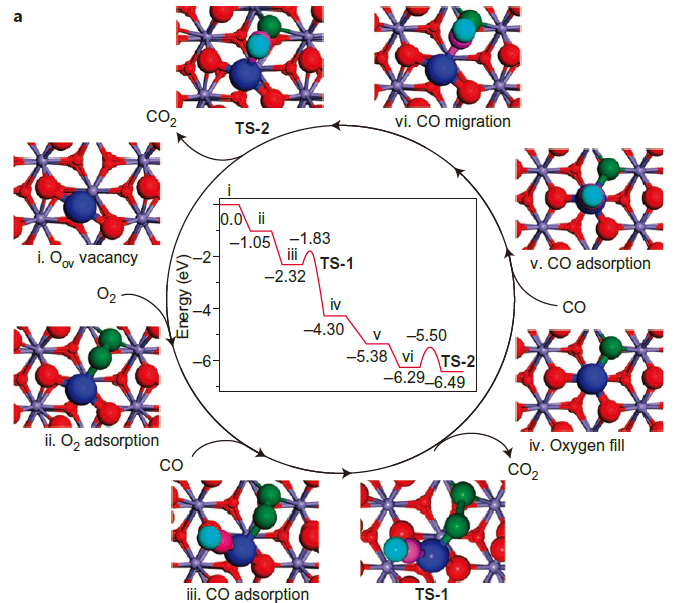 a
TS-2
vi. CO migration
CO2
i. Oov vacancy
v. CO adsorption
O2
CO
ii. O2 adsorption
iv. Oxygen fill
CO
CO2
iii. CO adsorption
TS-1
Energy (eV)
−2
−4
−6
i
0.0
ii
−1.05
iii
−2.32
−1.83
TS-1
iv
−4.30
v
−5.38
vi
−6.29
−5.50
TS-2
−6.49